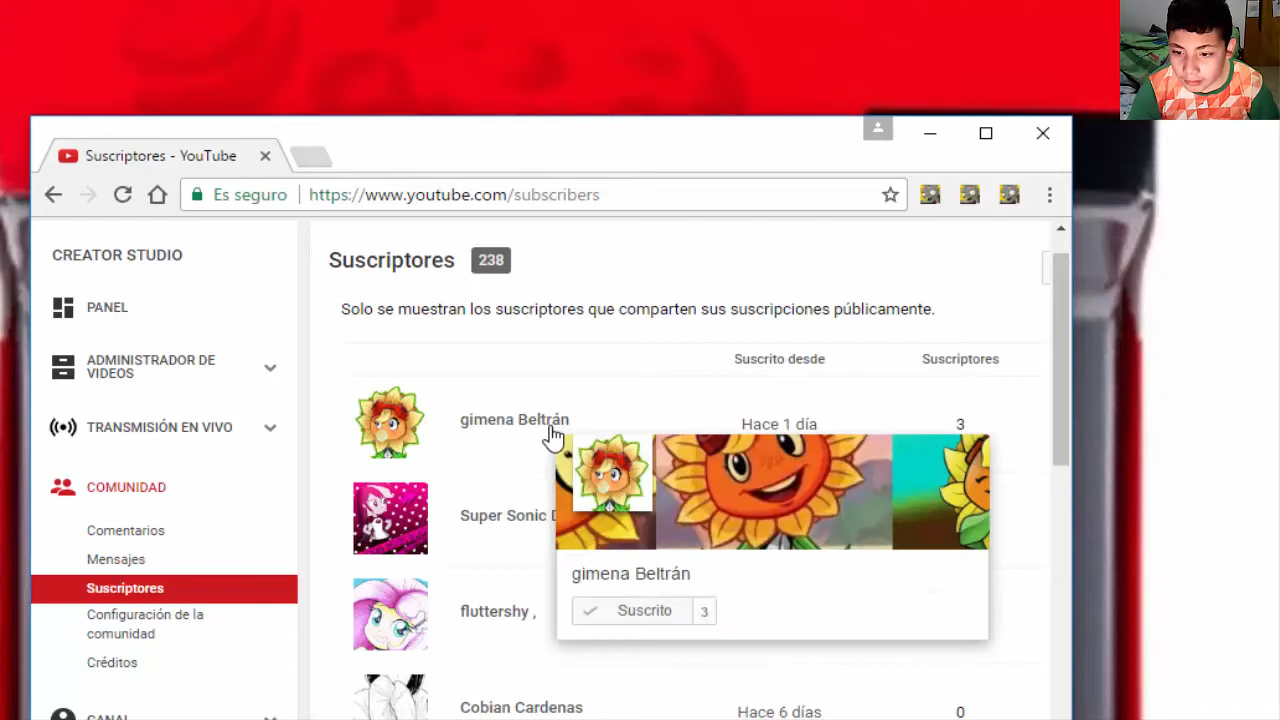 Suscriptores - YouTube
Es seguro
https://www.youtube.com/subscribers
CREATOR STUDIO
PANEL
ADMINISTRADOR DE
VIDEOS
TRANSMISIÓN EN VIVO
COMUNIDAD
Comentarios
Mensajes
Suscriptores
Configuración de la
comunidad
Créditos
CANAL
Suscriptores 238
Solo se muestran los suscriptores que comparten sus suscripciones públicamente.
Suscrito desde Suscriptores
gimena Beltrán Hace 1 día 3
gimena Beltrán
Suscrito 3
Super Sonic
fluttershy ,
Cobian Cardenas Hace 6 días 0